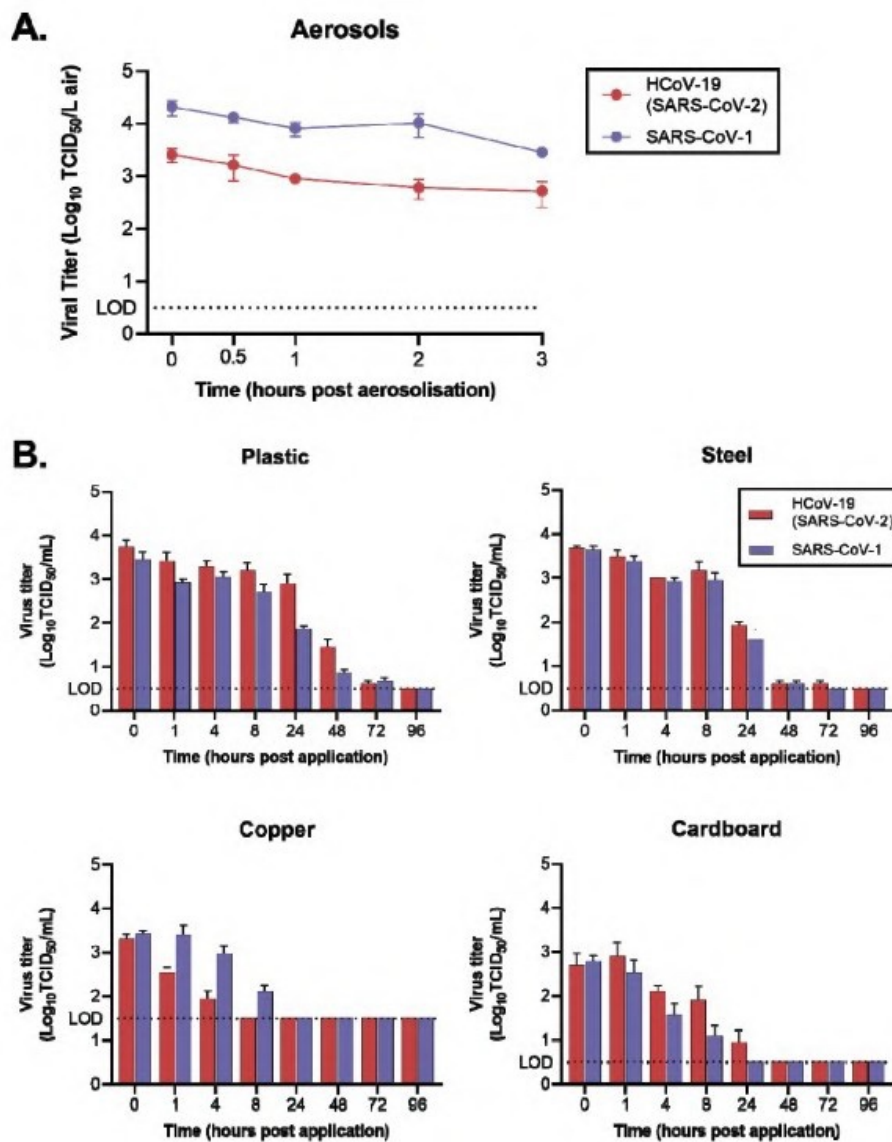 A.
Aerosols
Viral Titer (Log₁₀ TCID₅₀/L air)
5
4
3
2
1
LOD
0
0
0.5
1
2
3
Time (hours post aerosolisation)
HCoV-19
(SARS-CoV-2)
SARS-CoV-1
B.
Plastic
Virus titer
(Log₁₀TCID₅₀/mL)
5
4
3
2
1
LOD
0
0 1 4 8 24 48 72 96
Time (hours post application)
Steel
HCoV-19
(SARS-CoV-2)
SARS-CoV-1
Virus titer
(Log₁₀TCID₅₀/mL)
5
4
3
2
1
LOD
0
0 1 4 8 24 48 72 96
Time (hours post application)
Copper
Virus titer
(Log₁₀TCID₅₀/mL)
5
4
3
2
LOD
1
0
0 1 4 8 24 48 72 96
Time (hours post application)
Cardboard
Virus titer
(Log₁₀TCID₅₀/mL)
5
4
3
2
1
LOD
0
0 1 4 8 24 48 72 96
Time (hours post application)